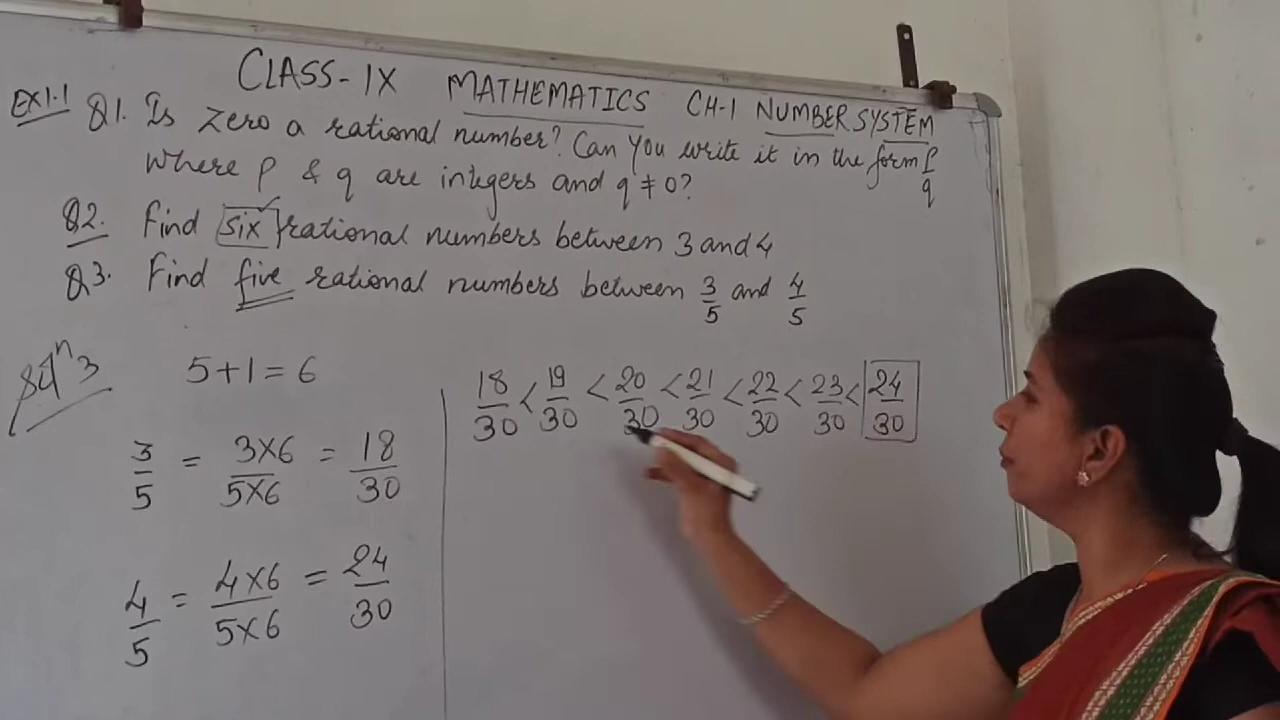 CLASS-IX MATHEMATICS CH-1 NUMBER SYSTEM
EX1.1 Q1. Is zero a rational number? Can you write it in the form p/q
where p & q are integers and q ≠ 0?
Q2. Find six rational numbers between 3 and 4
Q3. Find five rational numbers between 3/5 and 4/5
Solⁿ 3
5+1=6
3/5 = 3×6/5×6 = 18/30
4/5 = 4×6/5×6 = 24/30
18/30 < 19/30 < 20/30 < 21/30 < 22/30 < 23/30 < 24/30